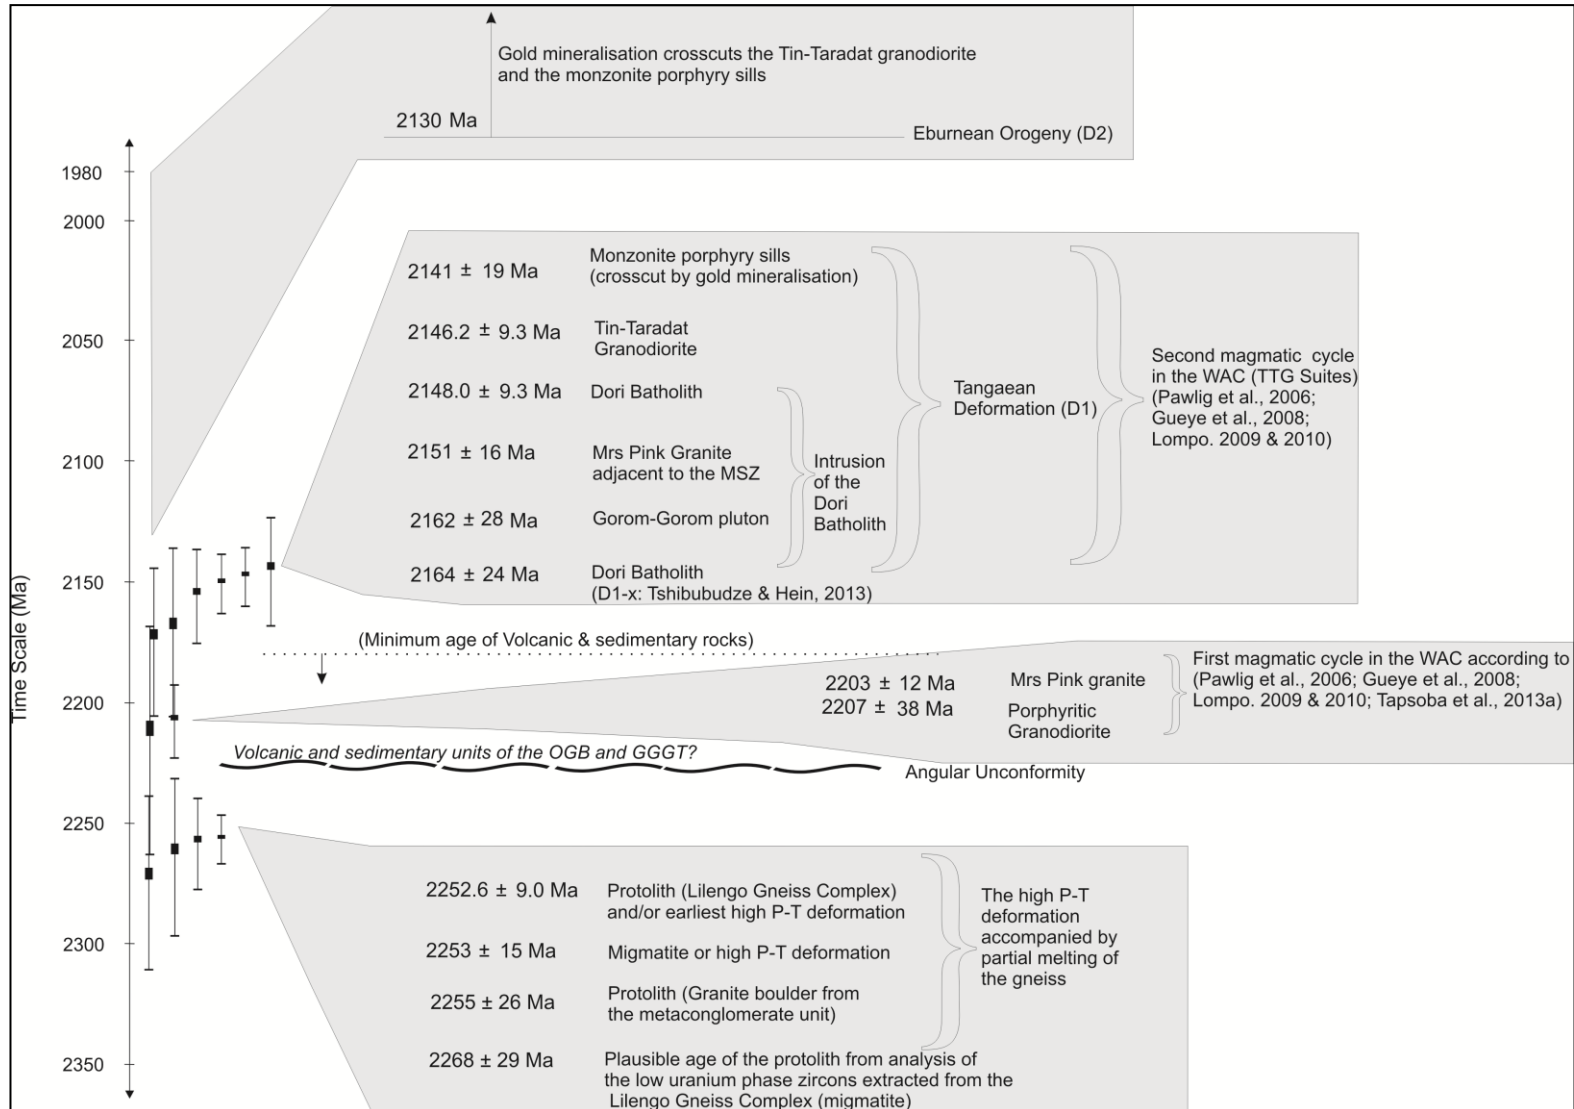 Gold mineralisation crosscuts the Tin-Taradat granodiorite
and the monzonite porphyry sills
2130 Ma
Eburnean Orogeny (D2)
Time Scale (Ma)
1980
2000
2050
2100
2150
2200
2250
2300
2350
2141 ± 19 Ma
Monzonite porphyry sills
(crosscut by gold mineralisation)
2146.2 ± 9.3 Ma
Tin-Taradat
Granodiorite
2148.0 ± 9.3 Ma
Dori Batholith
2151 ± 16 Ma
Mrs Pink Granite
adjacent to the MSZ
2162 ± 28 Ma
Gorom-Gorom pluton
2164 ± 24 Ma
Dori Batholith
(D1-x: Tshibubudze & Hein, 2013)
Intrusion
of the
Dori
Batholith
Tangaean
Deformation (D1)
Second magmatic cycle
in the WAC (TTG Suites)
(Pawlig et al., 2006;
Gueye et al., 2008;
Lompo. 2009 & 2010)
(Minimum age of Volcanic & sedimentary rocks)
2203 ± 12 Ma
Mrs Pink granite
2207 ± 38 Ma
Porphyritic
Granodiorite
First magmatic cycle in the WAC according to
(Pawlig et al., 2006; Gueye et al., 2008;
Lompo. 2009 & 2010; Tapsoba et al., 2013a)
Volcanic and sedimentary units of the OGB and GGGT?
Angular Unconformity
2252.6 ± 9.0 Ma
Protolith (Lilengo Gneiss Complex)
and/or earliest high P-T deformation
2253 ± 15 Ma
Migmatite or high P-T deformation
2255 ± 26 Ma
Protolith (Granite boulder from
the metaconglomerate unit)
2268 ± 29 Ma
Plausible age of the protolith from analysis of
the low uranium phase zircons extracted from the
Lilengo Gneiss Complex (migmatite)
The high P-T
deformation
accompanied by
partial melting of
the gneiss